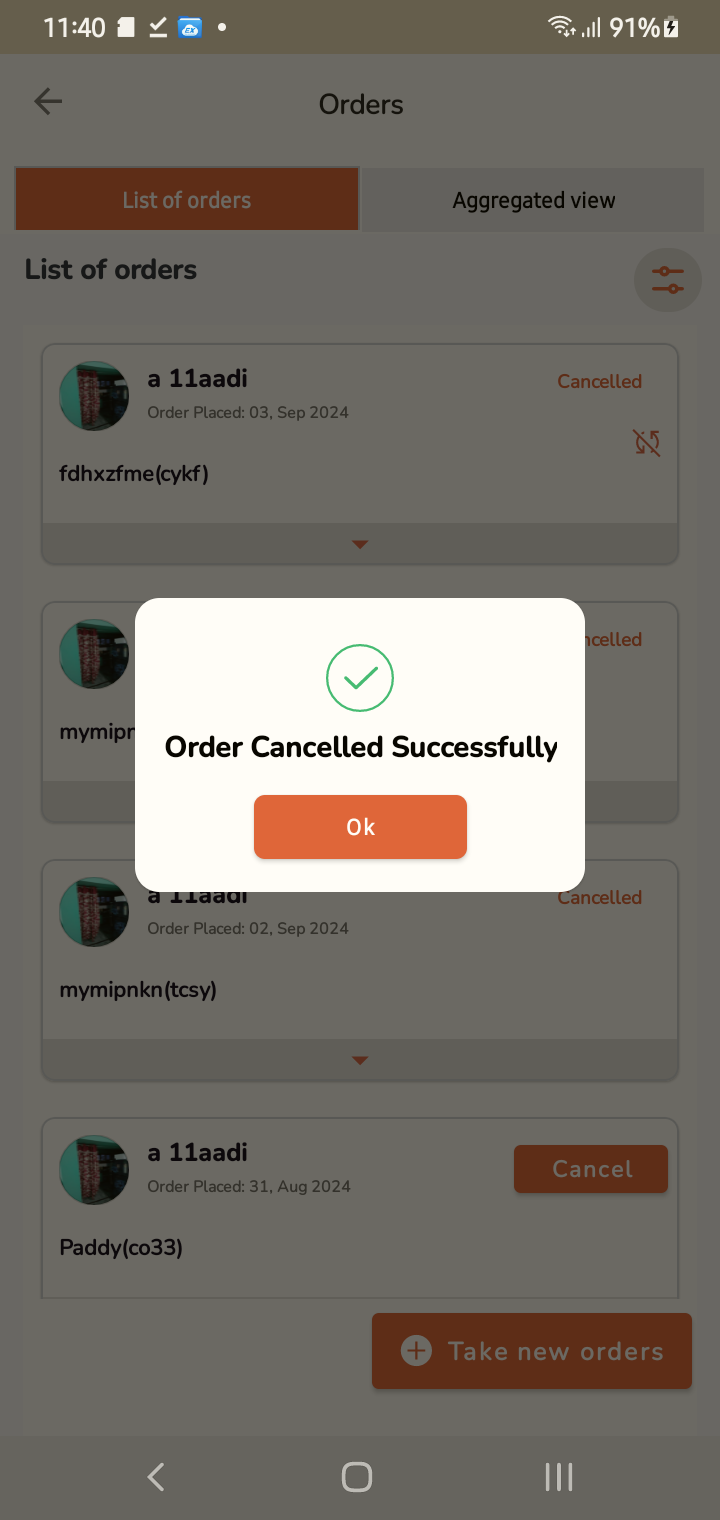 11:40 91%
Orders
List of orders Aggregated view
List of orders
a 11aadi Cancelled
Order Placed: 03, Sep 2024
fdhxzfme(cykf)
Order Cancelled Successfully
Ok
a 11aadi Cancelled
Order Placed: 02, Sep 2024
mymipnkn(tcsy)
a 11aadi Cancel
Order Placed: 31, Aug 2024
Paddy(co33)
Take new orders